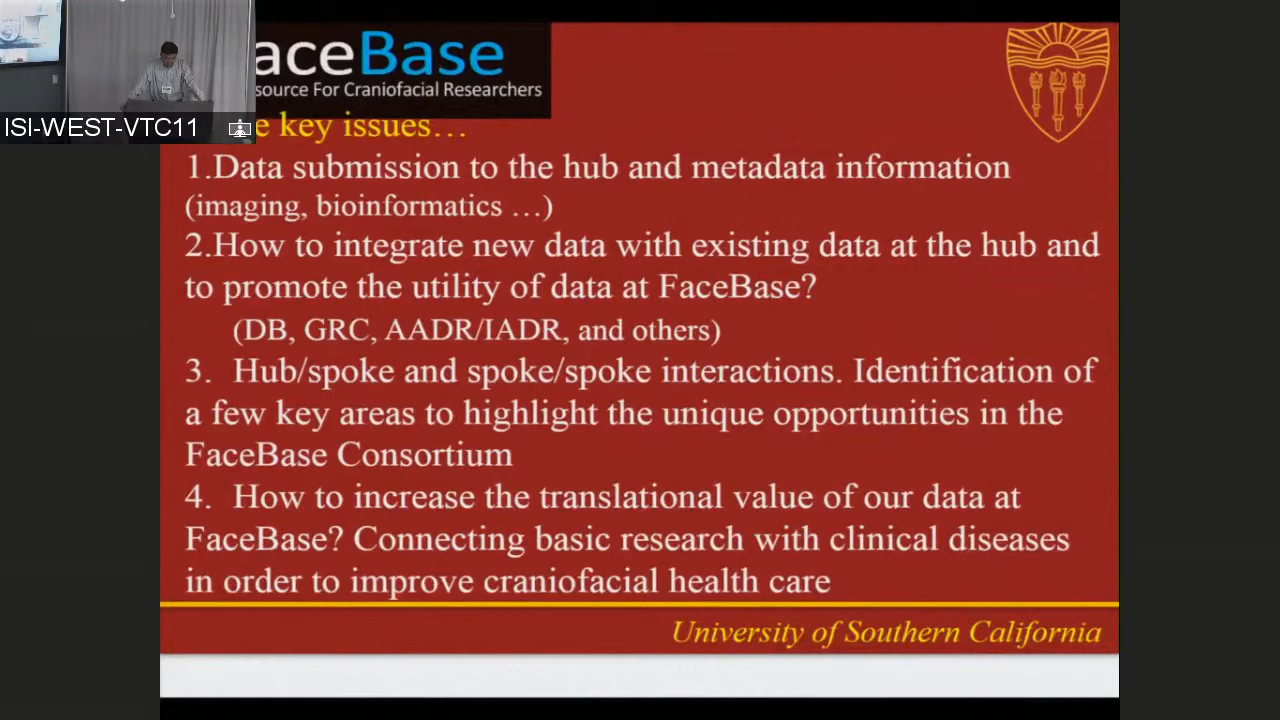 aceBase
source For Craniofacial Researchers
ISI-WEST-VTC11
e key issues…
1.Data submission to the hub and metadata information
(imaging, bioinformatics …)
2.How to integrate new data with existing data at the hub and
to promote the utility of data at FaceBase?
(DB, GRC, AADR/IADR, and others)
3. Hub/spoke and spoke/spoke interactions. Identification of
a few key areas to highlight the unique opportunities in the
FaceBase Consortium
4. How to increase the translational value of our data at
FaceBase? Connecting basic research with clinical diseases
in order to improve craniofacial health care
University of Southern California